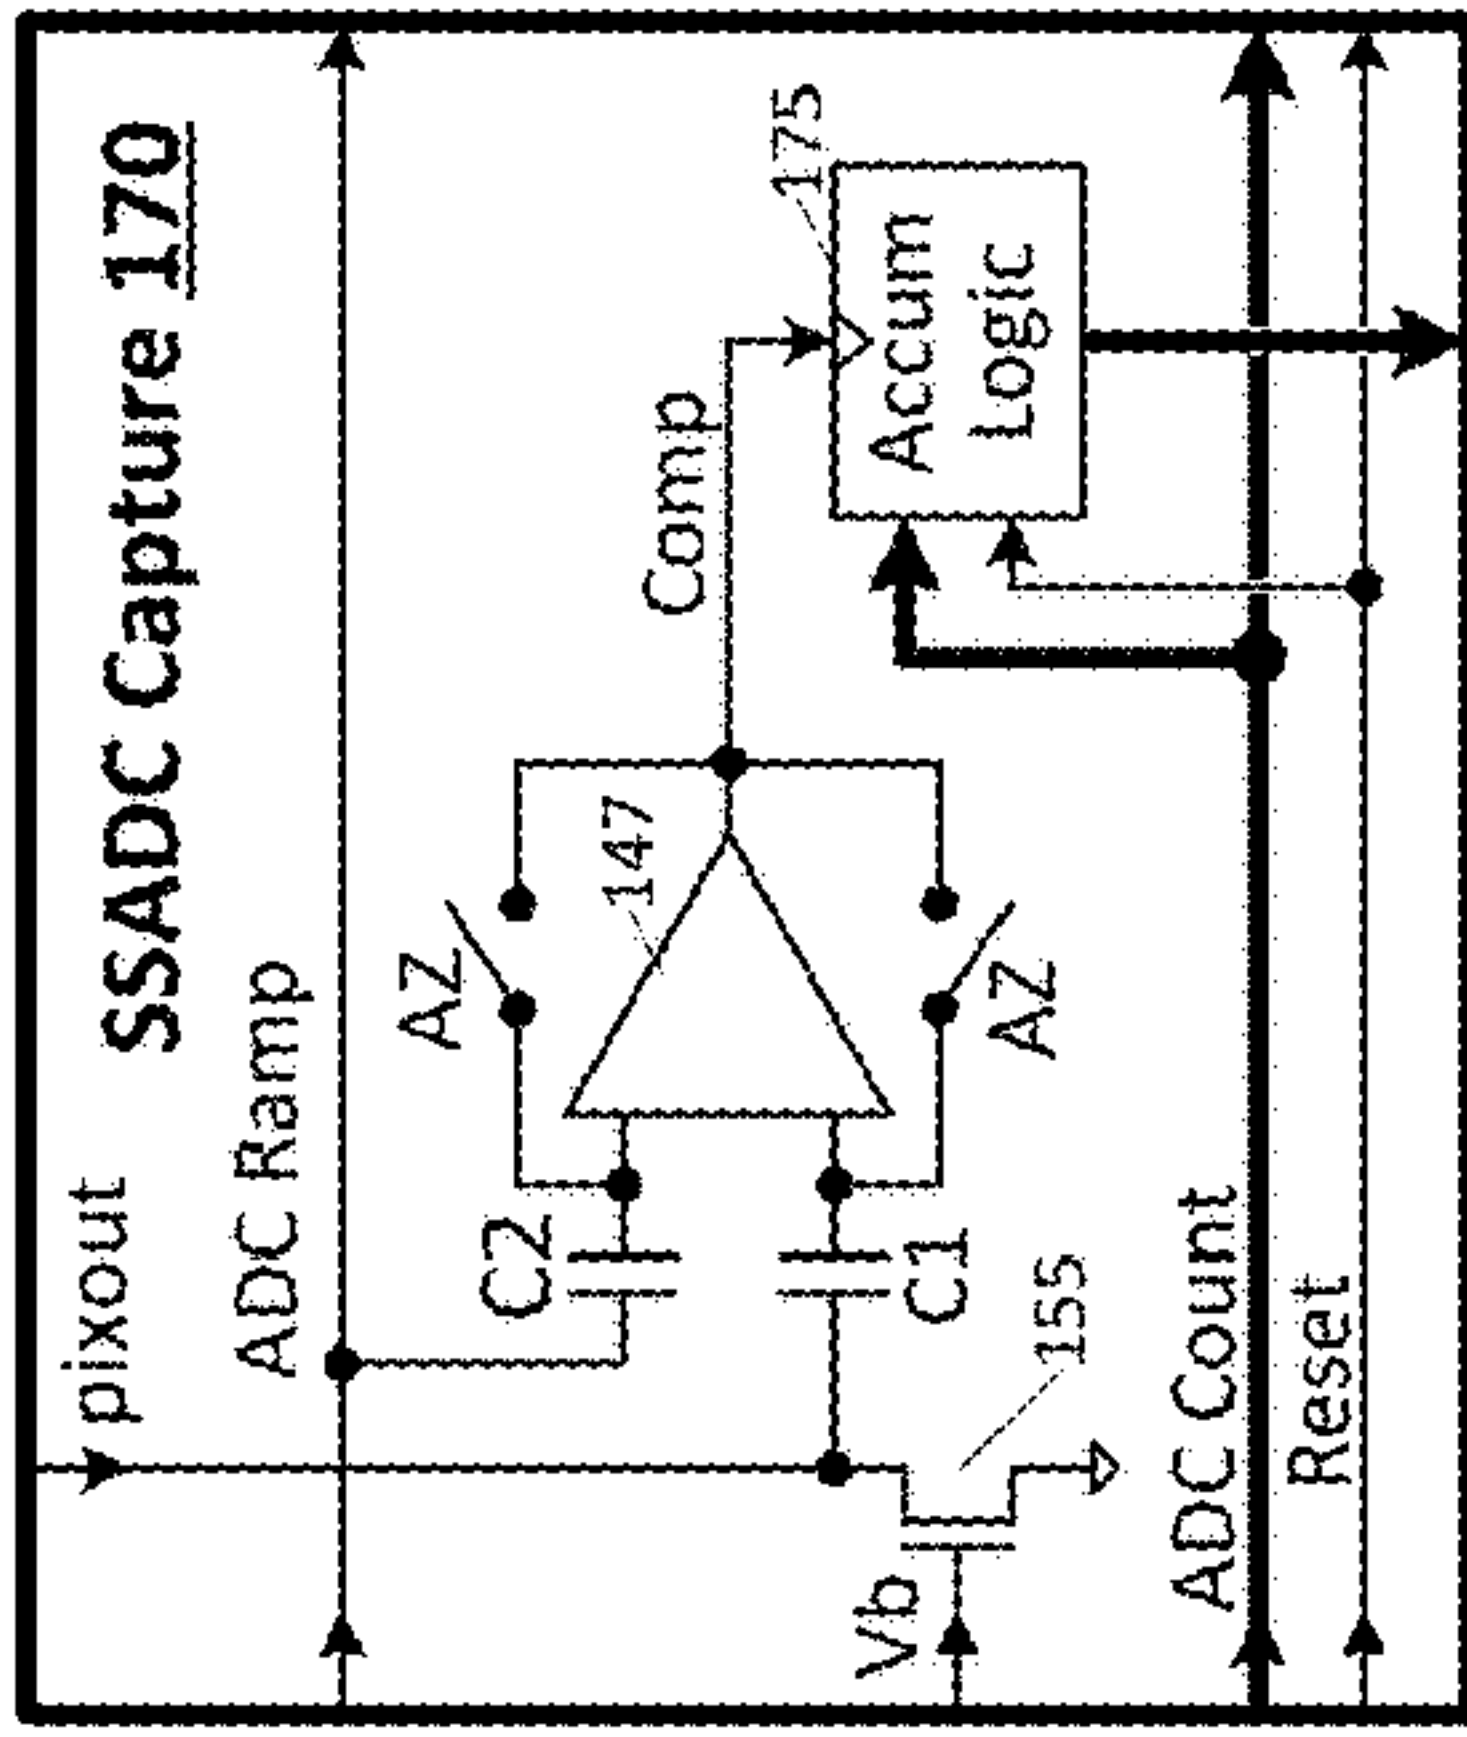 pixout
SSADC Capture 170
ADC Ramp
AZ
C2
147
Comp
175
Accum
Logic
C1
AZ
155
Vb
ADC Count
Reset